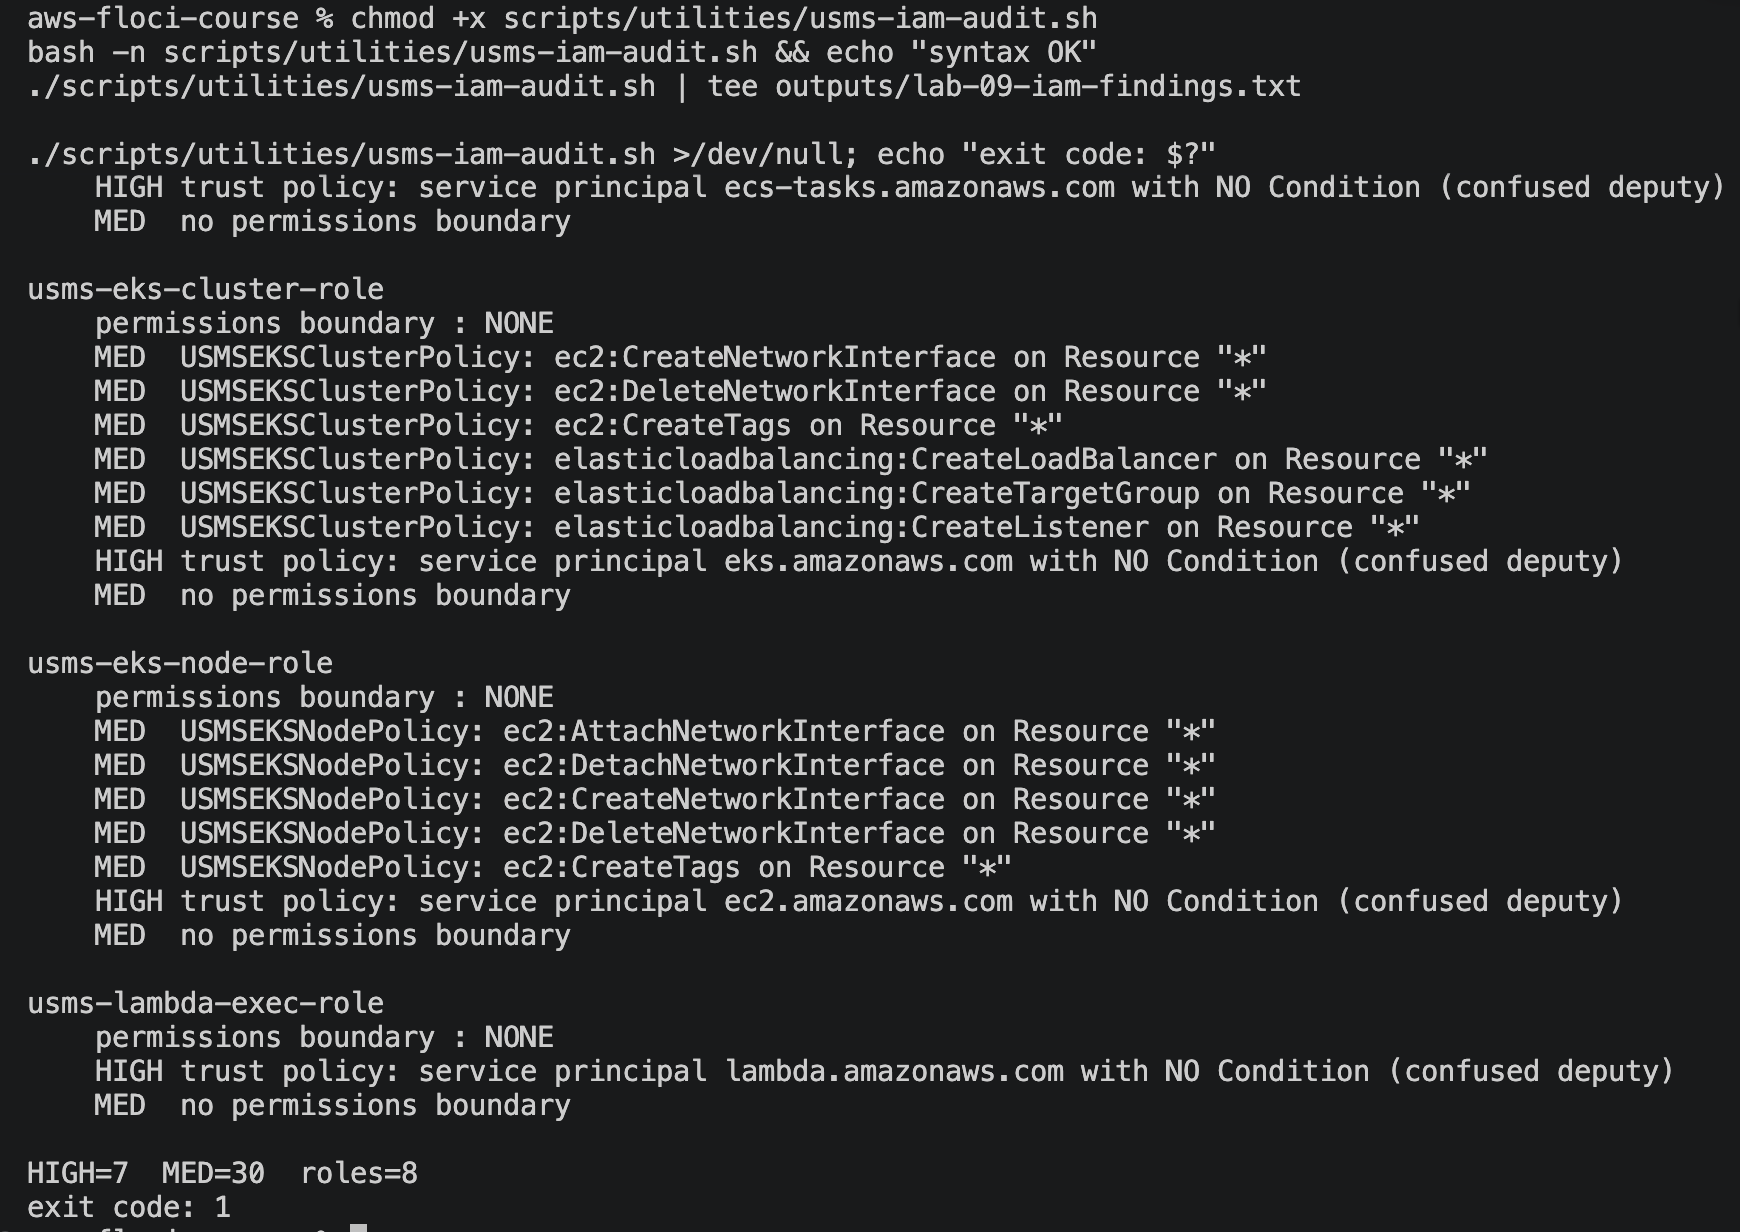 aws-floci-course % chmod +x scripts/utilities/usms-iam-audit.sh
bash -n scripts/utilities/usms-iam-audit.sh && echo "syntax OK"
./scripts/utilities/usms-iam-audit.sh | tee outputs/lab-09-iam-findings.txt
./scripts/utilities/usms-iam-audit.sh >/dev/null; echo "exit code: $?"
HIGH trust policy: service principal ecs-tasks.amazonaws.com with NO Condition (confused deputy)
MED  no permissions boundary
usms-eks-cluster-role
permissions boundary : NONE
MED  USMSEKSClusterPolicy: ec2:CreateNetworkInterface on Resource "*"
MED  USMSEKSClusterPolicy: ec2:DeleteNetworkInterface on Resource "*"
MED  USMSEKSClusterPolicy: ec2:CreateTags on Resource "*"
MED  USMSEKSClusterPolicy: elasticloadbalancing:CreateLoadBalancer on Resource "*"
MED  USMSEKSClusterPolicy: elasticloadbalancing:CreateTargetGroup on Resource "*"
MED  USMSEKSClusterPolicy: elasticloadbalancing:CreateListener on Resource "*"
HIGH trust policy: service principal eks.amazonaws.com with NO Condition (confused deputy)
MED  no permissions boundary
usms-eks-node-role
permissions boundary : NONE
MED  USMSEKSNodePolicy: ec2:AttachNetworkInterface on Resource "*"
MED  USMSEKSNodePolicy: ec2:DetachNetworkInterface on Resource "*"
MED  USMSEKSNodePolicy: ec2:CreateNetworkInterface on Resource "*"
MED  USMSEKSNodePolicy: ec2:DeleteNetworkInterface on Resource "*"
MED  USMSEKSNodePolicy: ec2:CreateTags on Resource "*"
HIGH trust policy: service principal ec2.amazonaws.com with NO Condition (confused deputy)
MED  no permissions boundary
usms-lambda-exec-role
permissions boundary : NONE
HIGH trust policy: service principal lambda.amazonaws.com with NO Condition (confused deputy)
MED  no permissions boundary
HIGH=7  MED=30  roles=8
exit code: 1